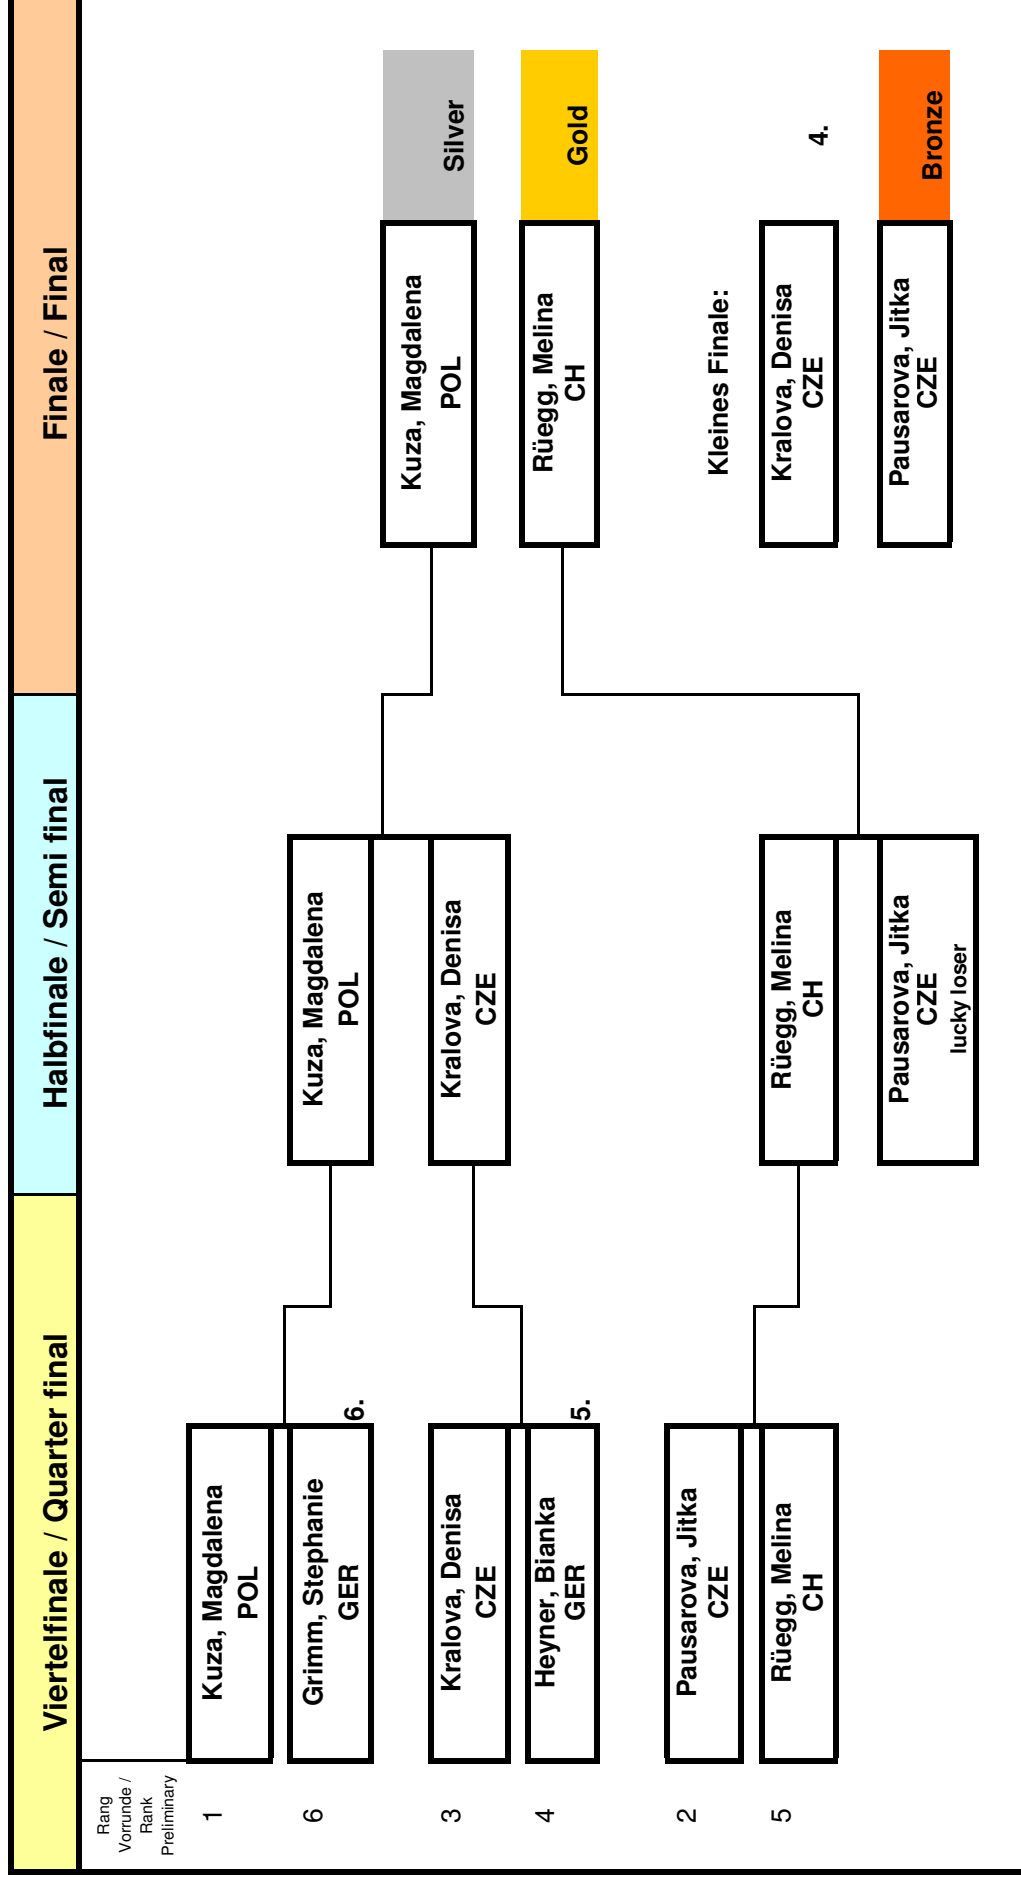 Viertelfinale / Quarter final
Halbfinale / Semi final
Finale / Final
Rang
Vorrunde /
Rank
Preliminary
1
Kuza, Magdalena
POL
6
Grimm, Stephanie
GER
6.
3
Kralova, Denisa
CZE
4
Heyner, Bianka
GER
5.
2
Pausarova, Jitka
CZE
5
Rüegg, Melina
CH
Kuza, Magdalena
POL
Kralova, Denisa
CZE
Rüegg, Melina
CH
Pausarova, Jitka
CZE
lucky loser
Kuza, Magdalena
POL
Silver
Rüegg, Melina
CH
Gold
Kleines Finale:
Kralova, Denisa
CZE
4.
Pausarova, Jitka
CZE
Bronze